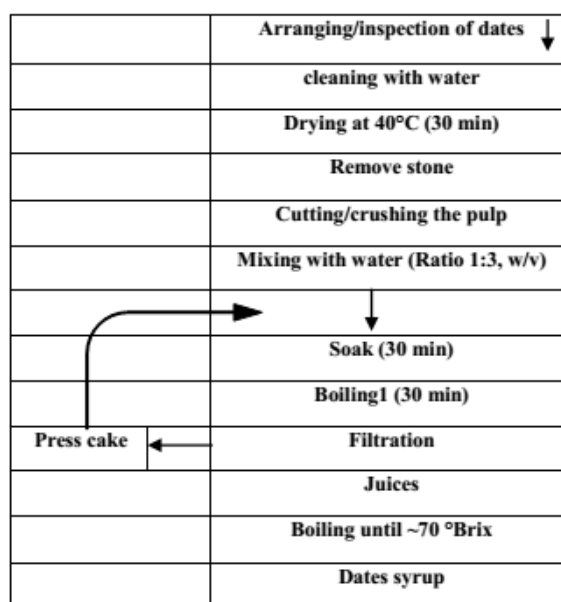 Arranging/inspection of dates
cleaning with water
Drying at 40°C (30 min)
Remove stone
Cutting/crushing the pulp
Mixing with water (Ratio 1:3, w/v)
Soak (30 min)
Boiling1 (30 min)
Press cake
Filtration
Juices
Boiling until ~70 °Brix
Dates syrup